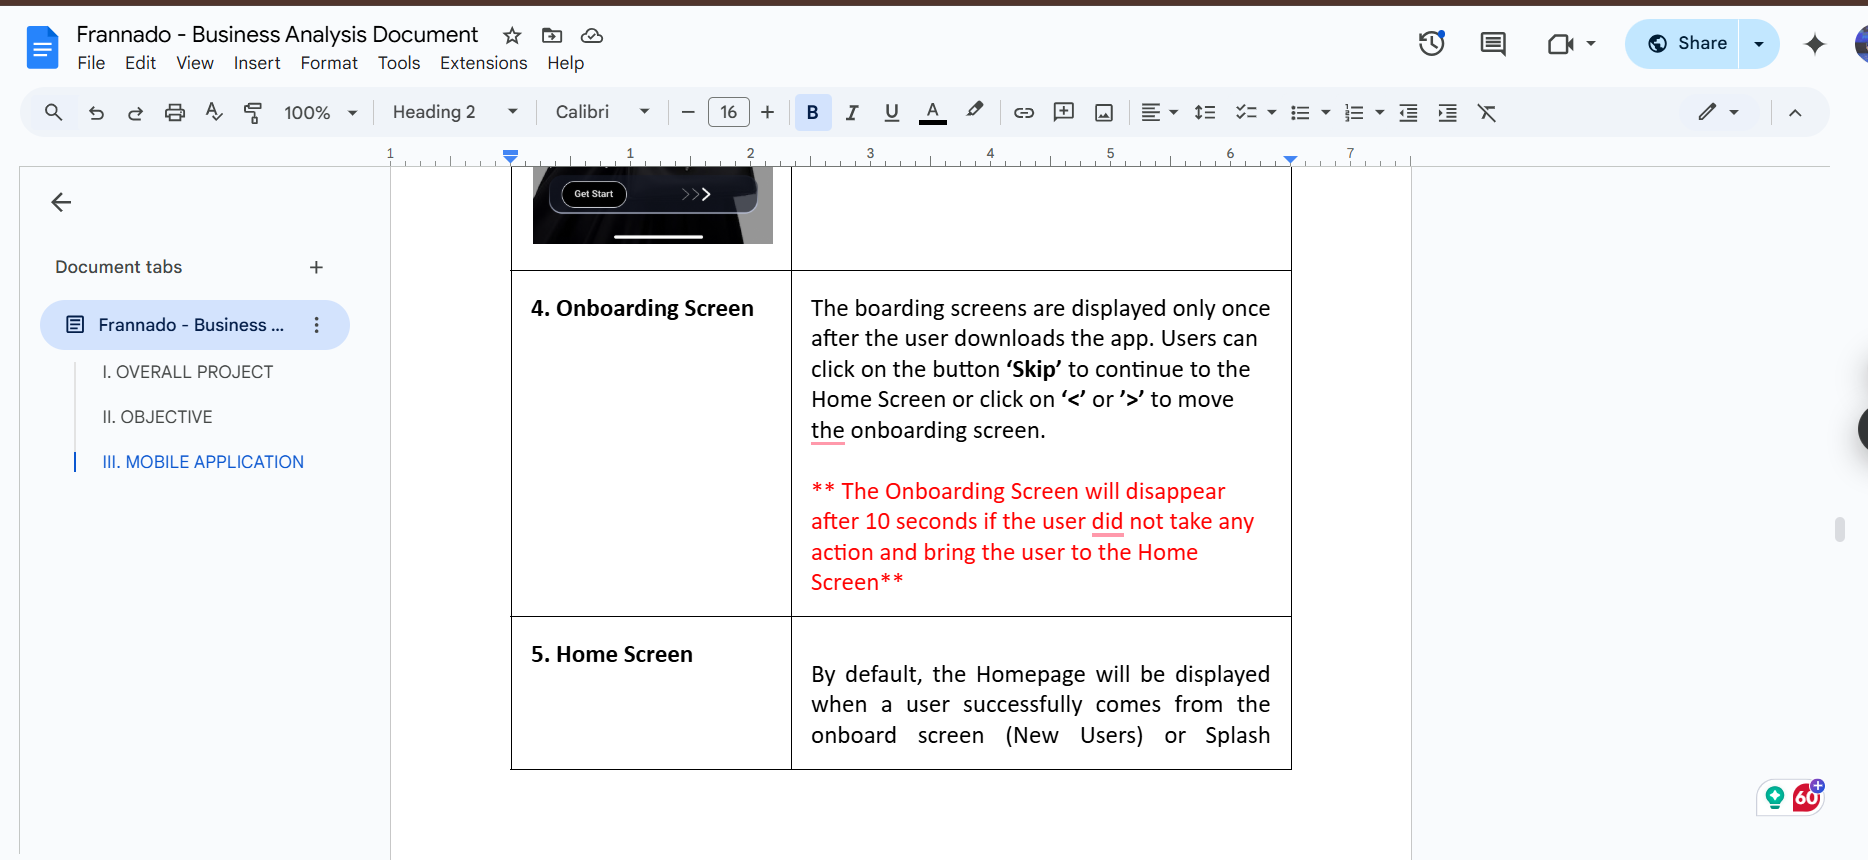 Frannado - Business Analysis Document
File Edit View Insert Format Tools Extensions Help
Share
100% Heading 2 Calibri 16 B I U A
1 1 2 3 4 5 6 7
Document tabs
Frannado - Business ...
I. OVERALL PROJECT
II. OBJECTIVE
III. MOBILE APPLICATION
Get Start
4. Onboarding Screen
The boarding screens are displayed only once
after the user downloads the app. Users can
click on the button ‘Skip’ to continue to the
Home Screen or click on ‘<’ or ’>’ to move
the onboarding screen.
** The Onboarding Screen will disappear
after 10 seconds if the user did not take any
action and bring the user to the Home
Screen**
5. Home Screen
By default, the Homepage will be displayed
when a user successfully comes from the
onboard screen (New Users) or Splash
60